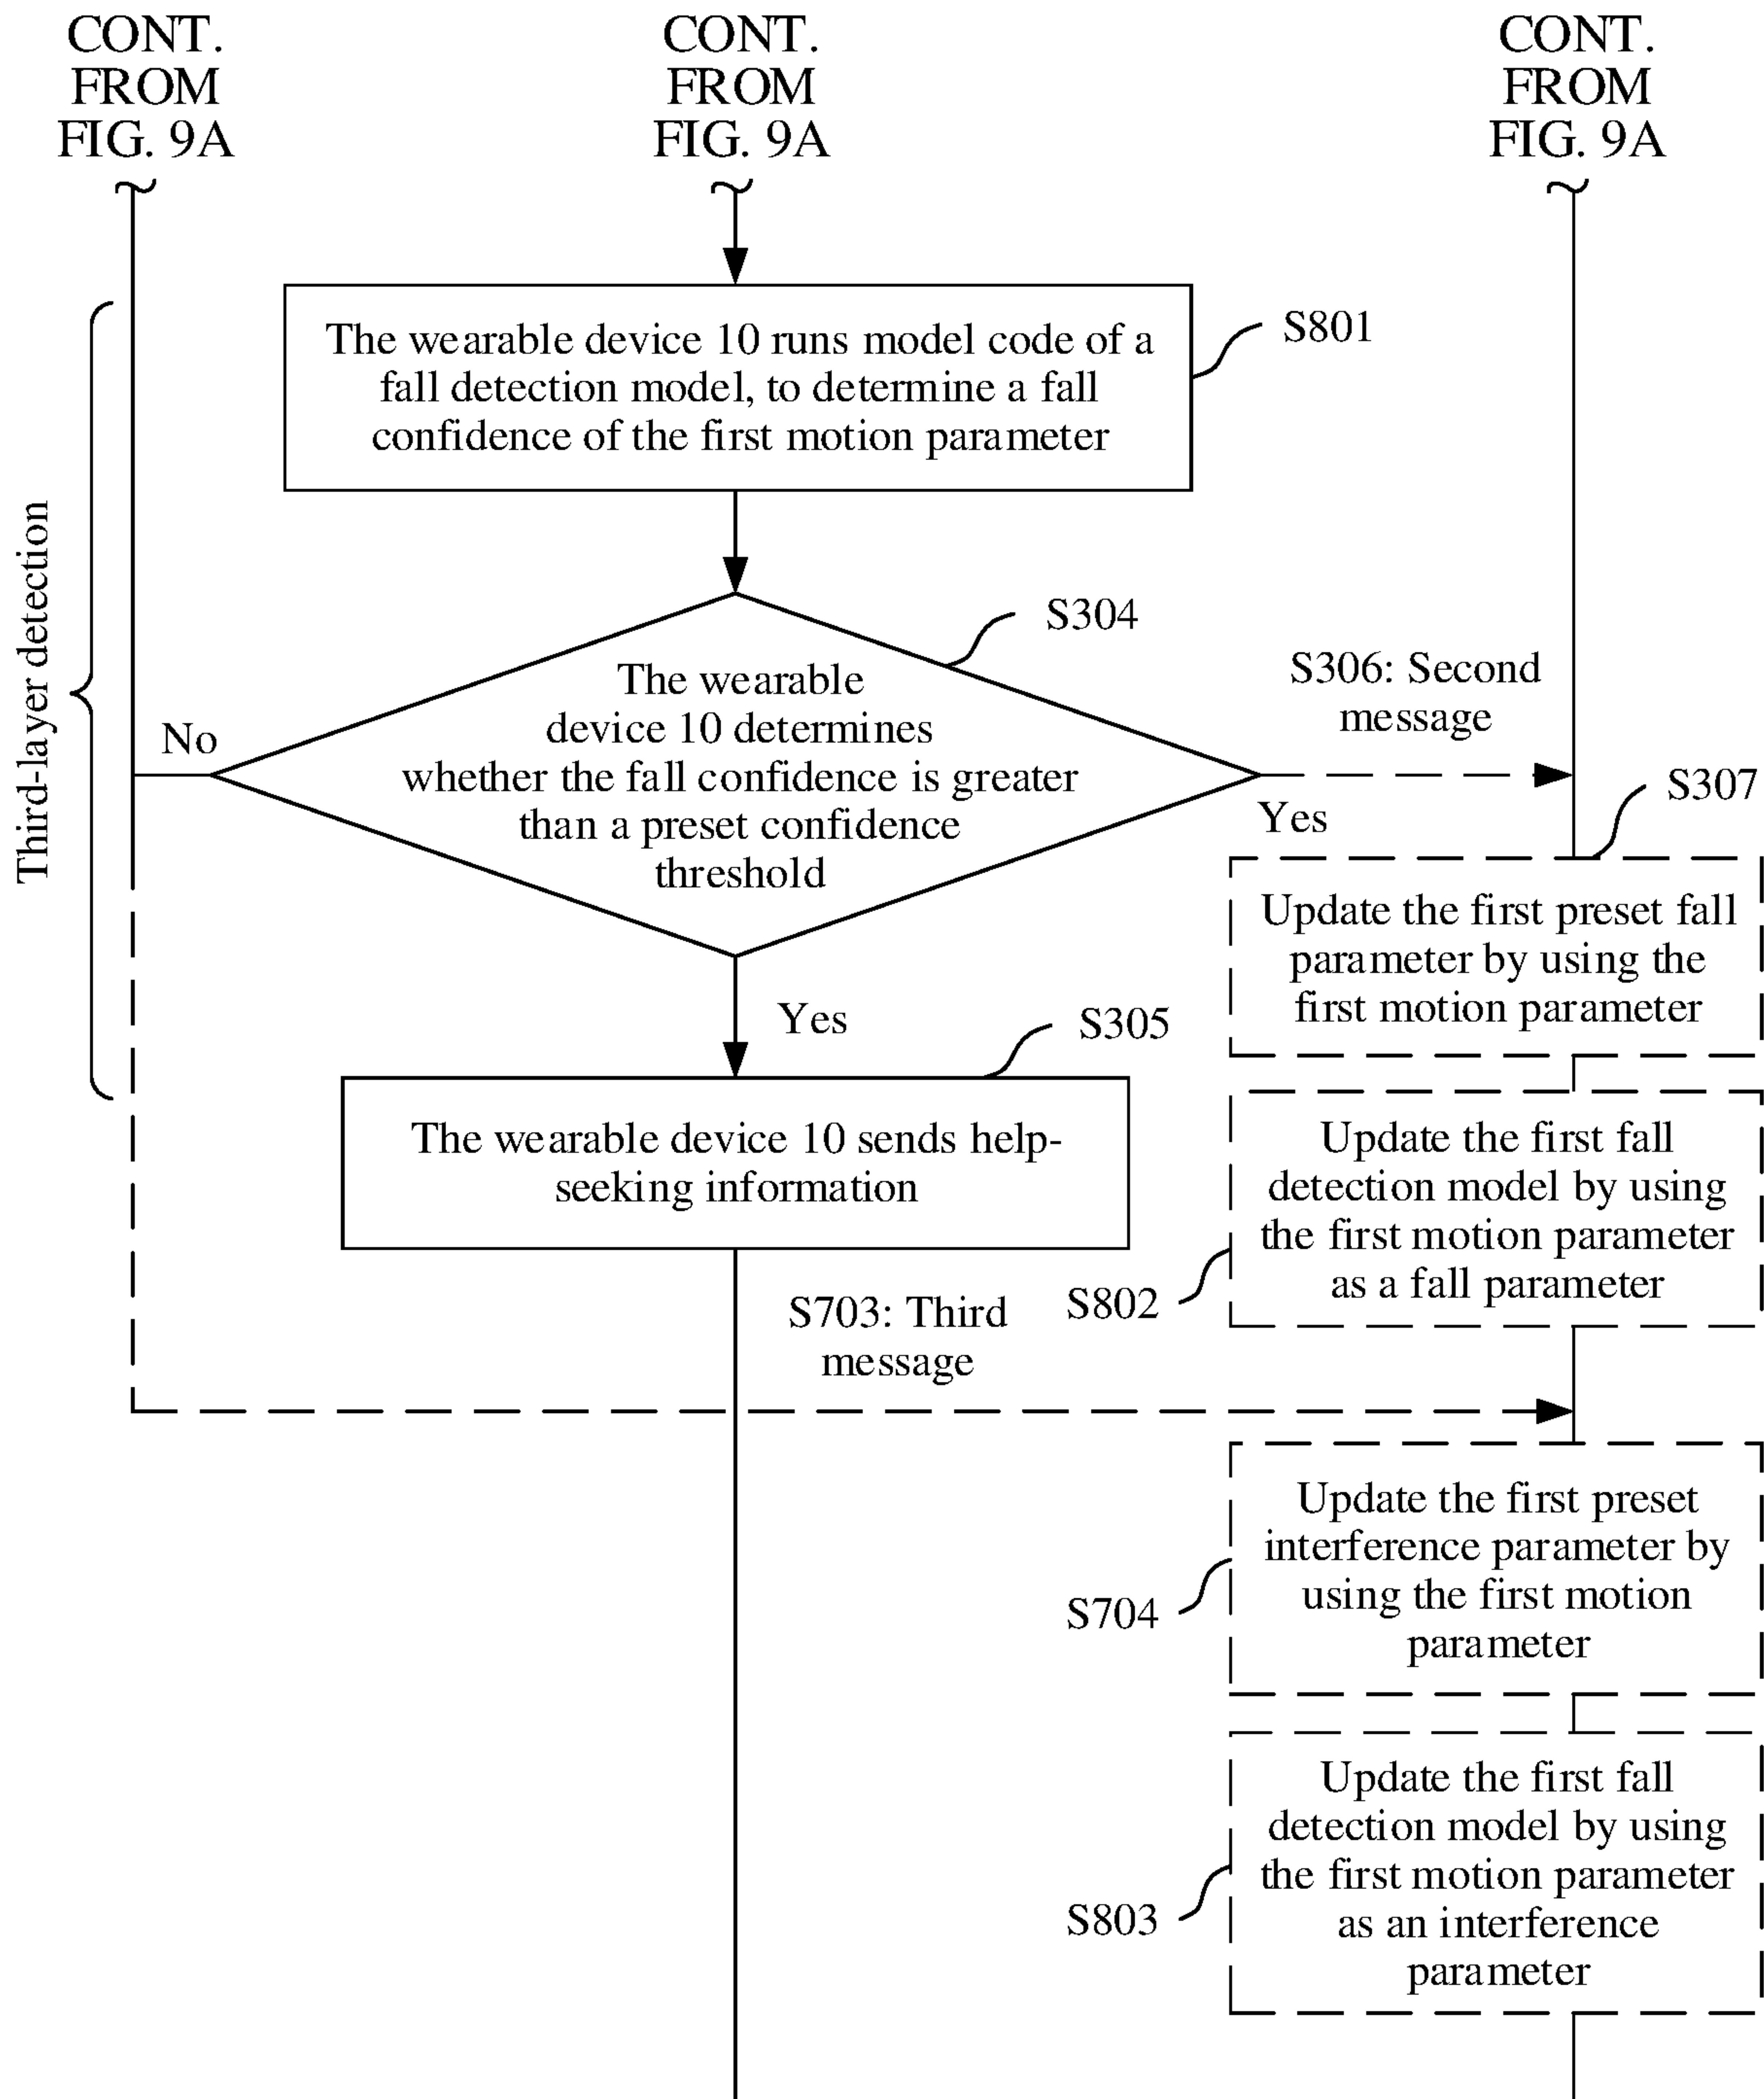 CONT.
FROM
FIG. 9A
CONT.
FROM
FIG. 9A
CONT.
FROM
FIG. 9A
Third-layer detection
The wearable device 10 runs model code of a
fall detection model, to determine a fall
confidence of the first motion parameter
S801
S304
The wearable
device 10 determines
whether the fall confidence is greater
than a preset confidence
threshold
No
S306: Second
message
Yes
S307
Update the first preset fall
parameter by using the
first motion parameter
Yes
S305
The wearable device 10 sends help-
seeking information
Update the first fall
detection model by using
the first motion parameter
as a fall parameter
S802
S703: Third
message
Update the first preset
interference parameter by
using the first motion
parameter
S704
Update the first fall
detection model by using
the first motion parameter
as an interference
parameter
S803